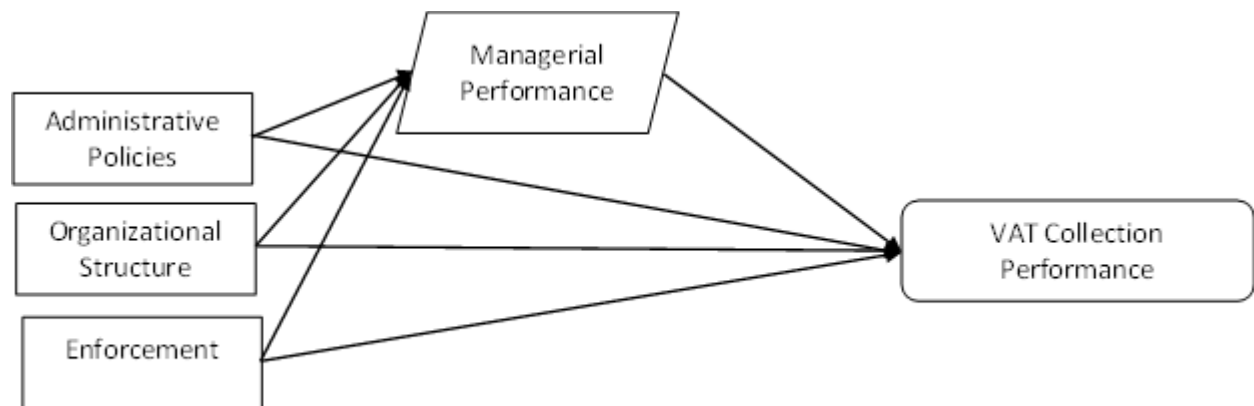 Managerial
Performance
Administrative
Policies
Organizational
Structure
VAT Collection
Performance
Enforcement